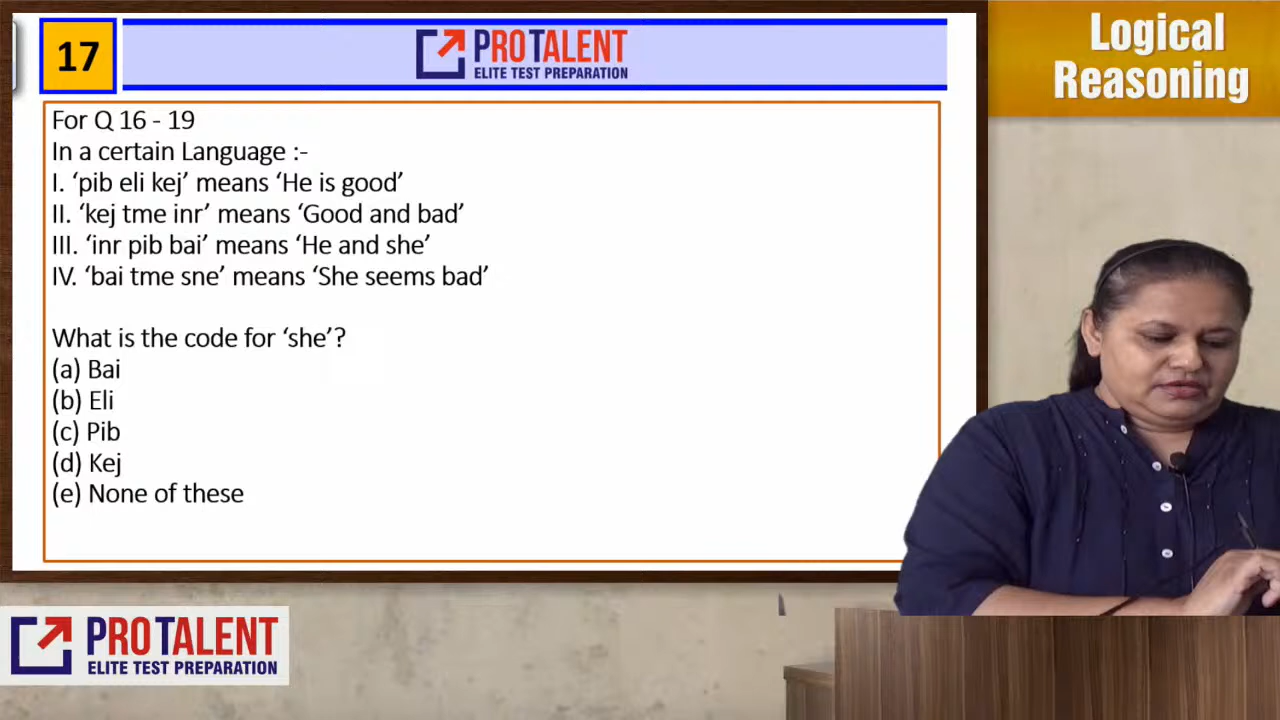 17
PROTALENT
ELITE TEST PREPARATION
Logical
Reasoning
For Q 16 - 19
In a certain Language :-
I. ‘pib eli kej’ means ‘He is good’
II. ‘kej tme inr’ means ‘Good and bad’
III. ‘inr pib bai’ means ‘He and she’
IV. ‘bai tme sne’ means ‘She seems bad’
What is the code for ‘she’?
(a) Bai
(b) Eli
(c) Pib
(d) Kej
(e) None of these
PROTALENT
ELITE TEST PREPARATION